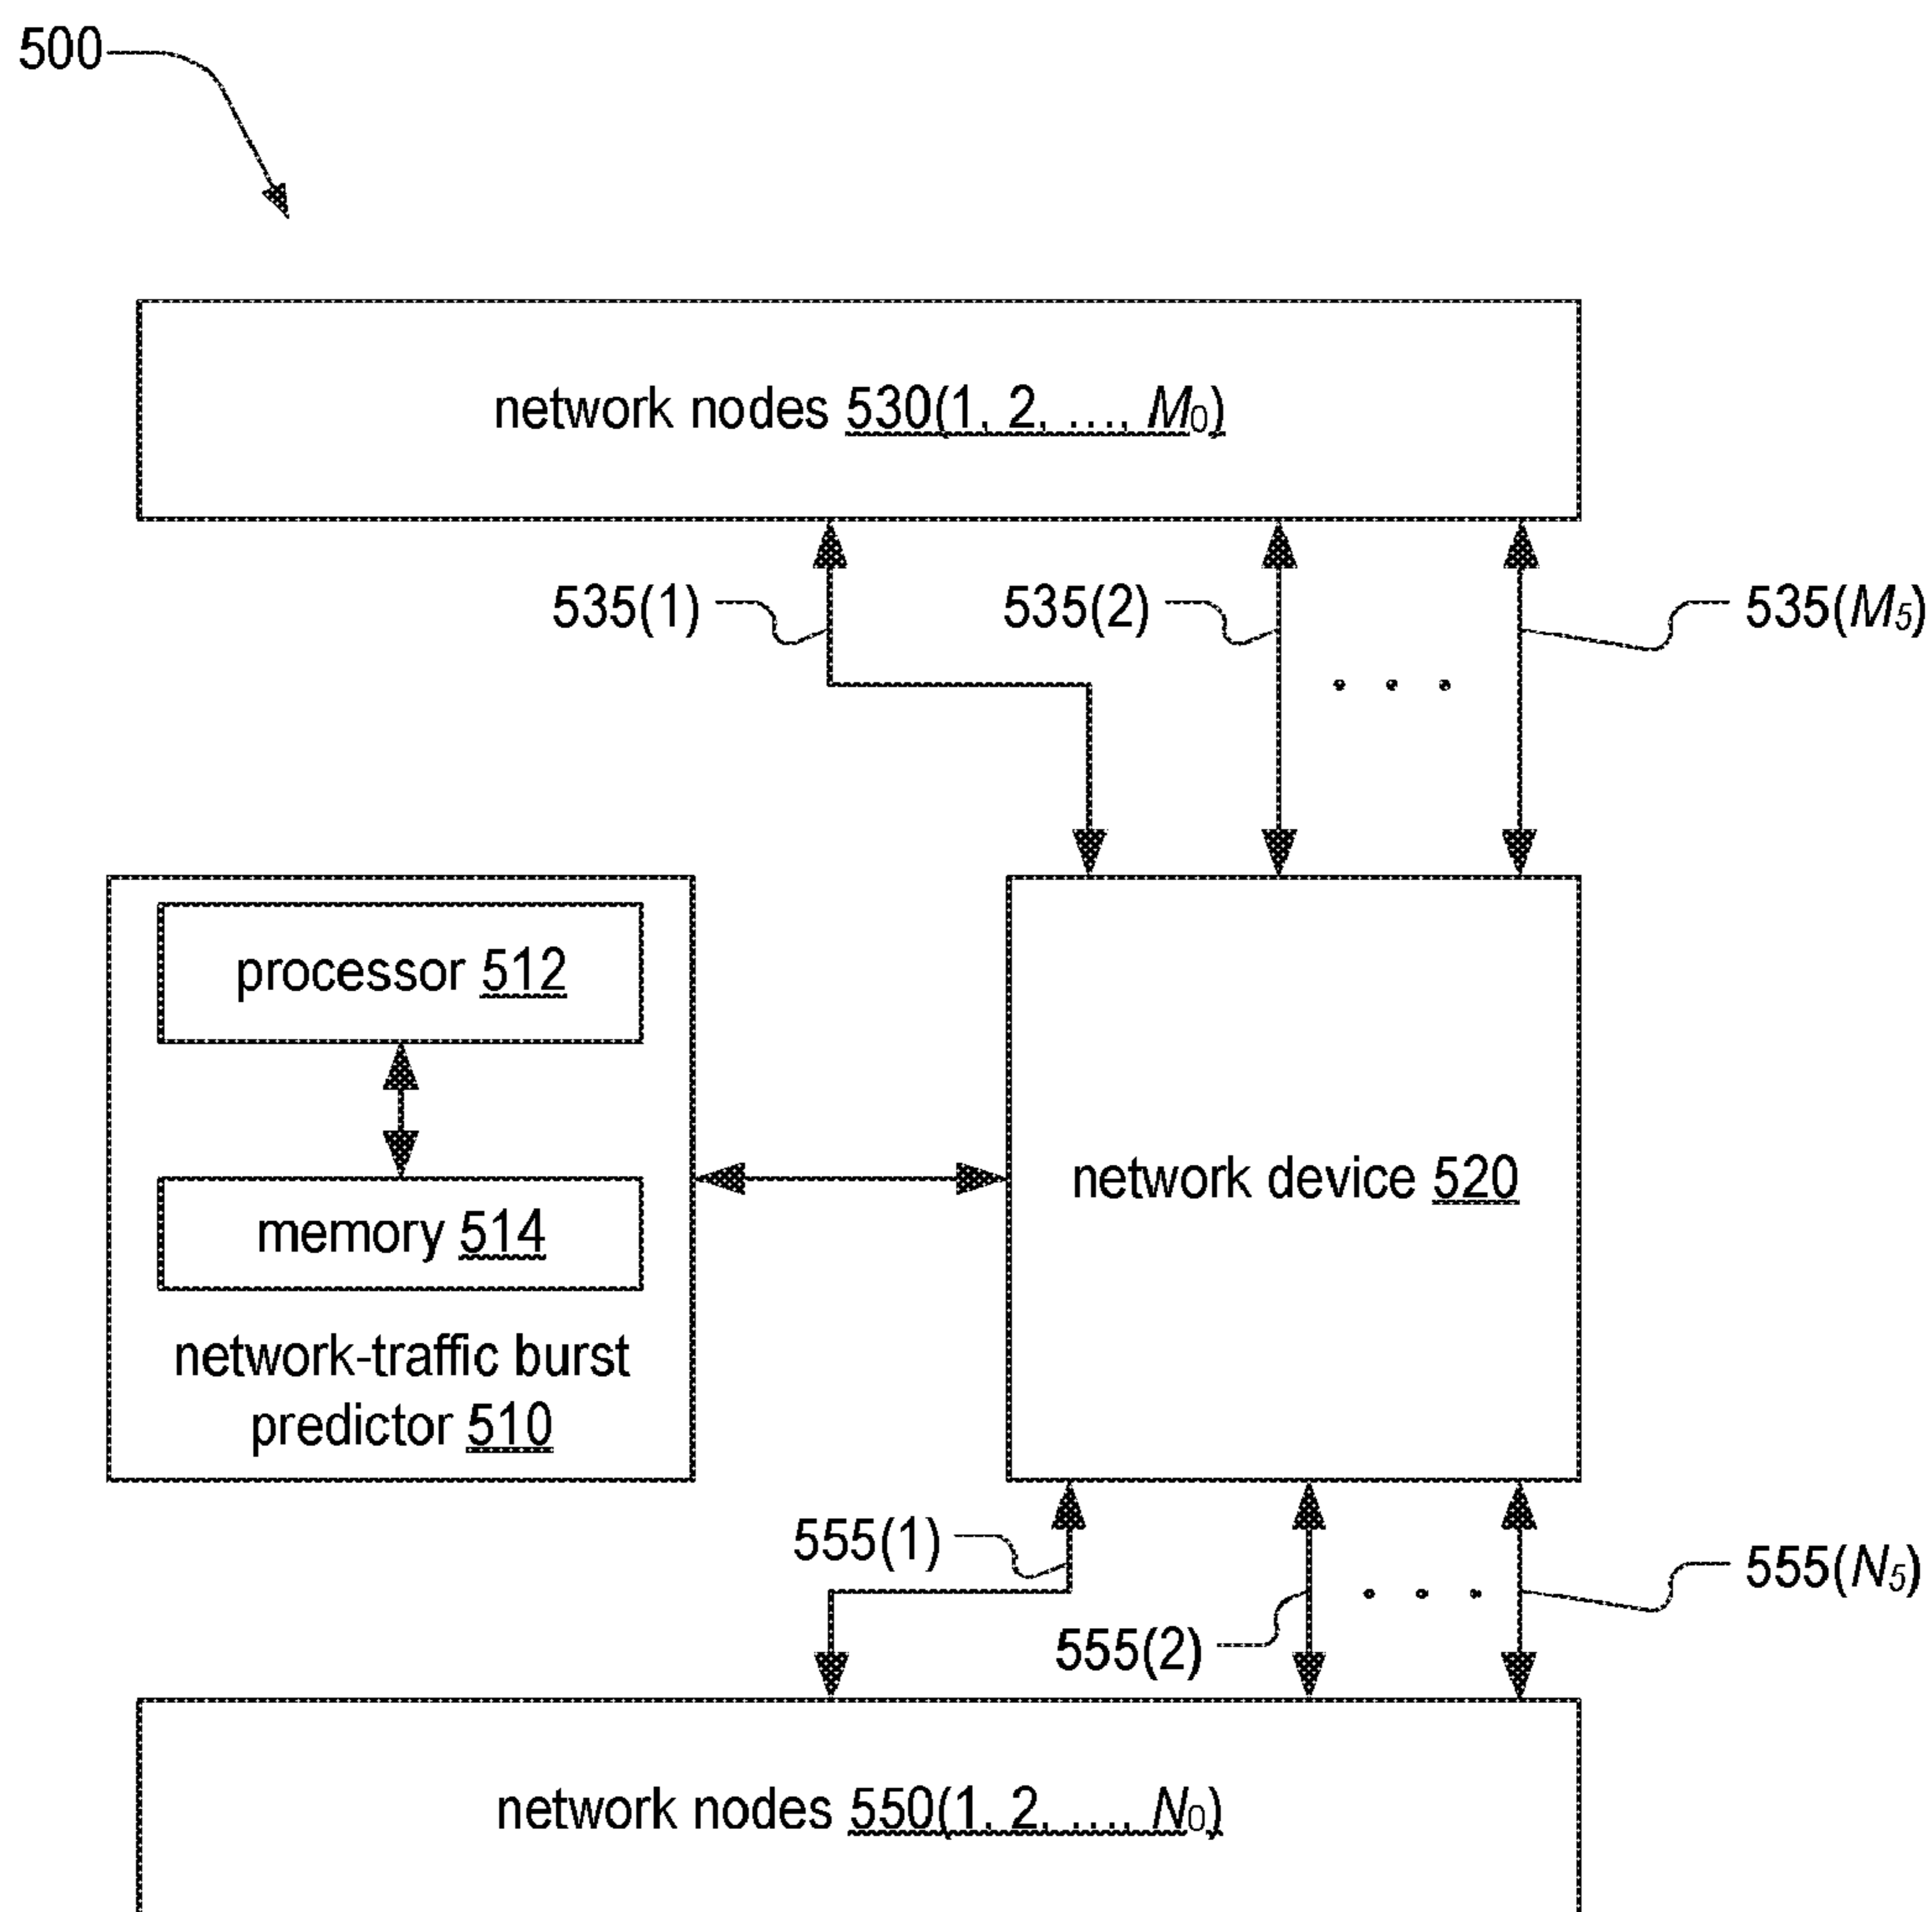 500
network nodes 530(1, 2, ..., M0)
535(1)
535(2)
535(M5)
processor 512
memory 514
network-traffic burst
predictor 510
network device 520
555(1)
555(N5)
555(2)
network nodes 550(1, 2, ..., N0)